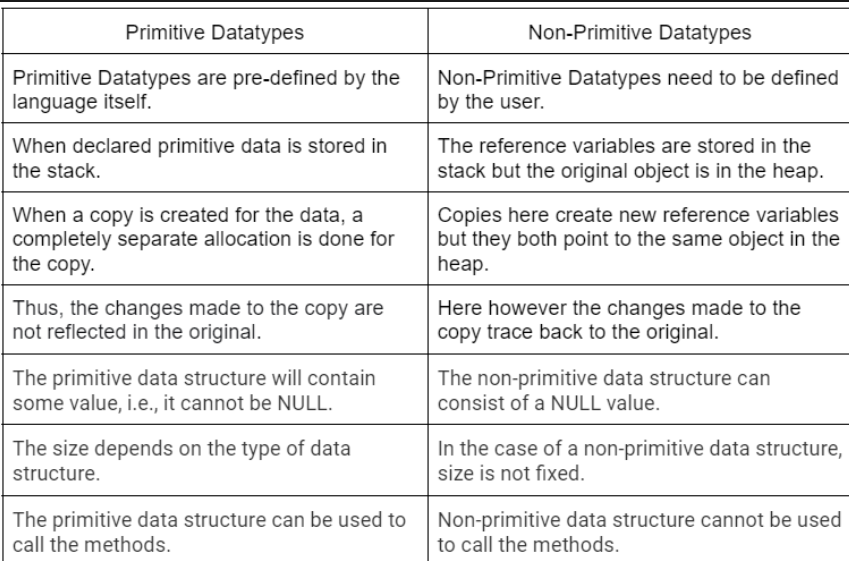 Primitive Datatypes
Non-Primitive Datatypes
Primitive Datatypes are pre-defined by the
language itself.
Non-Primitive Datatypes need to be defined
by the user.
When declared primitive data is stored in
the stack.
The reference variables are stored in the
stack but the original object is in the heap.
When a copy is created for the data, a
completely separate allocation is done for
the copy.
Copies here create new reference variables
but they both point to the same object in the
heap.
Thus, the changes made to the copy are
not reflected in the original.
Here however the changes made to the
copy trace back to the original.
The primitive data structure will contain
some value, i.e., it cannot be NULL.
The non-primitive data structure can
consist of a NULL value.
The size depends on the type of data
structure.
In the case of a non-primitive data structure,
size is not fixed.
The primitive data structure can be used to
call the methods.
Non-primitive data structure cannot be used
to call the methods.